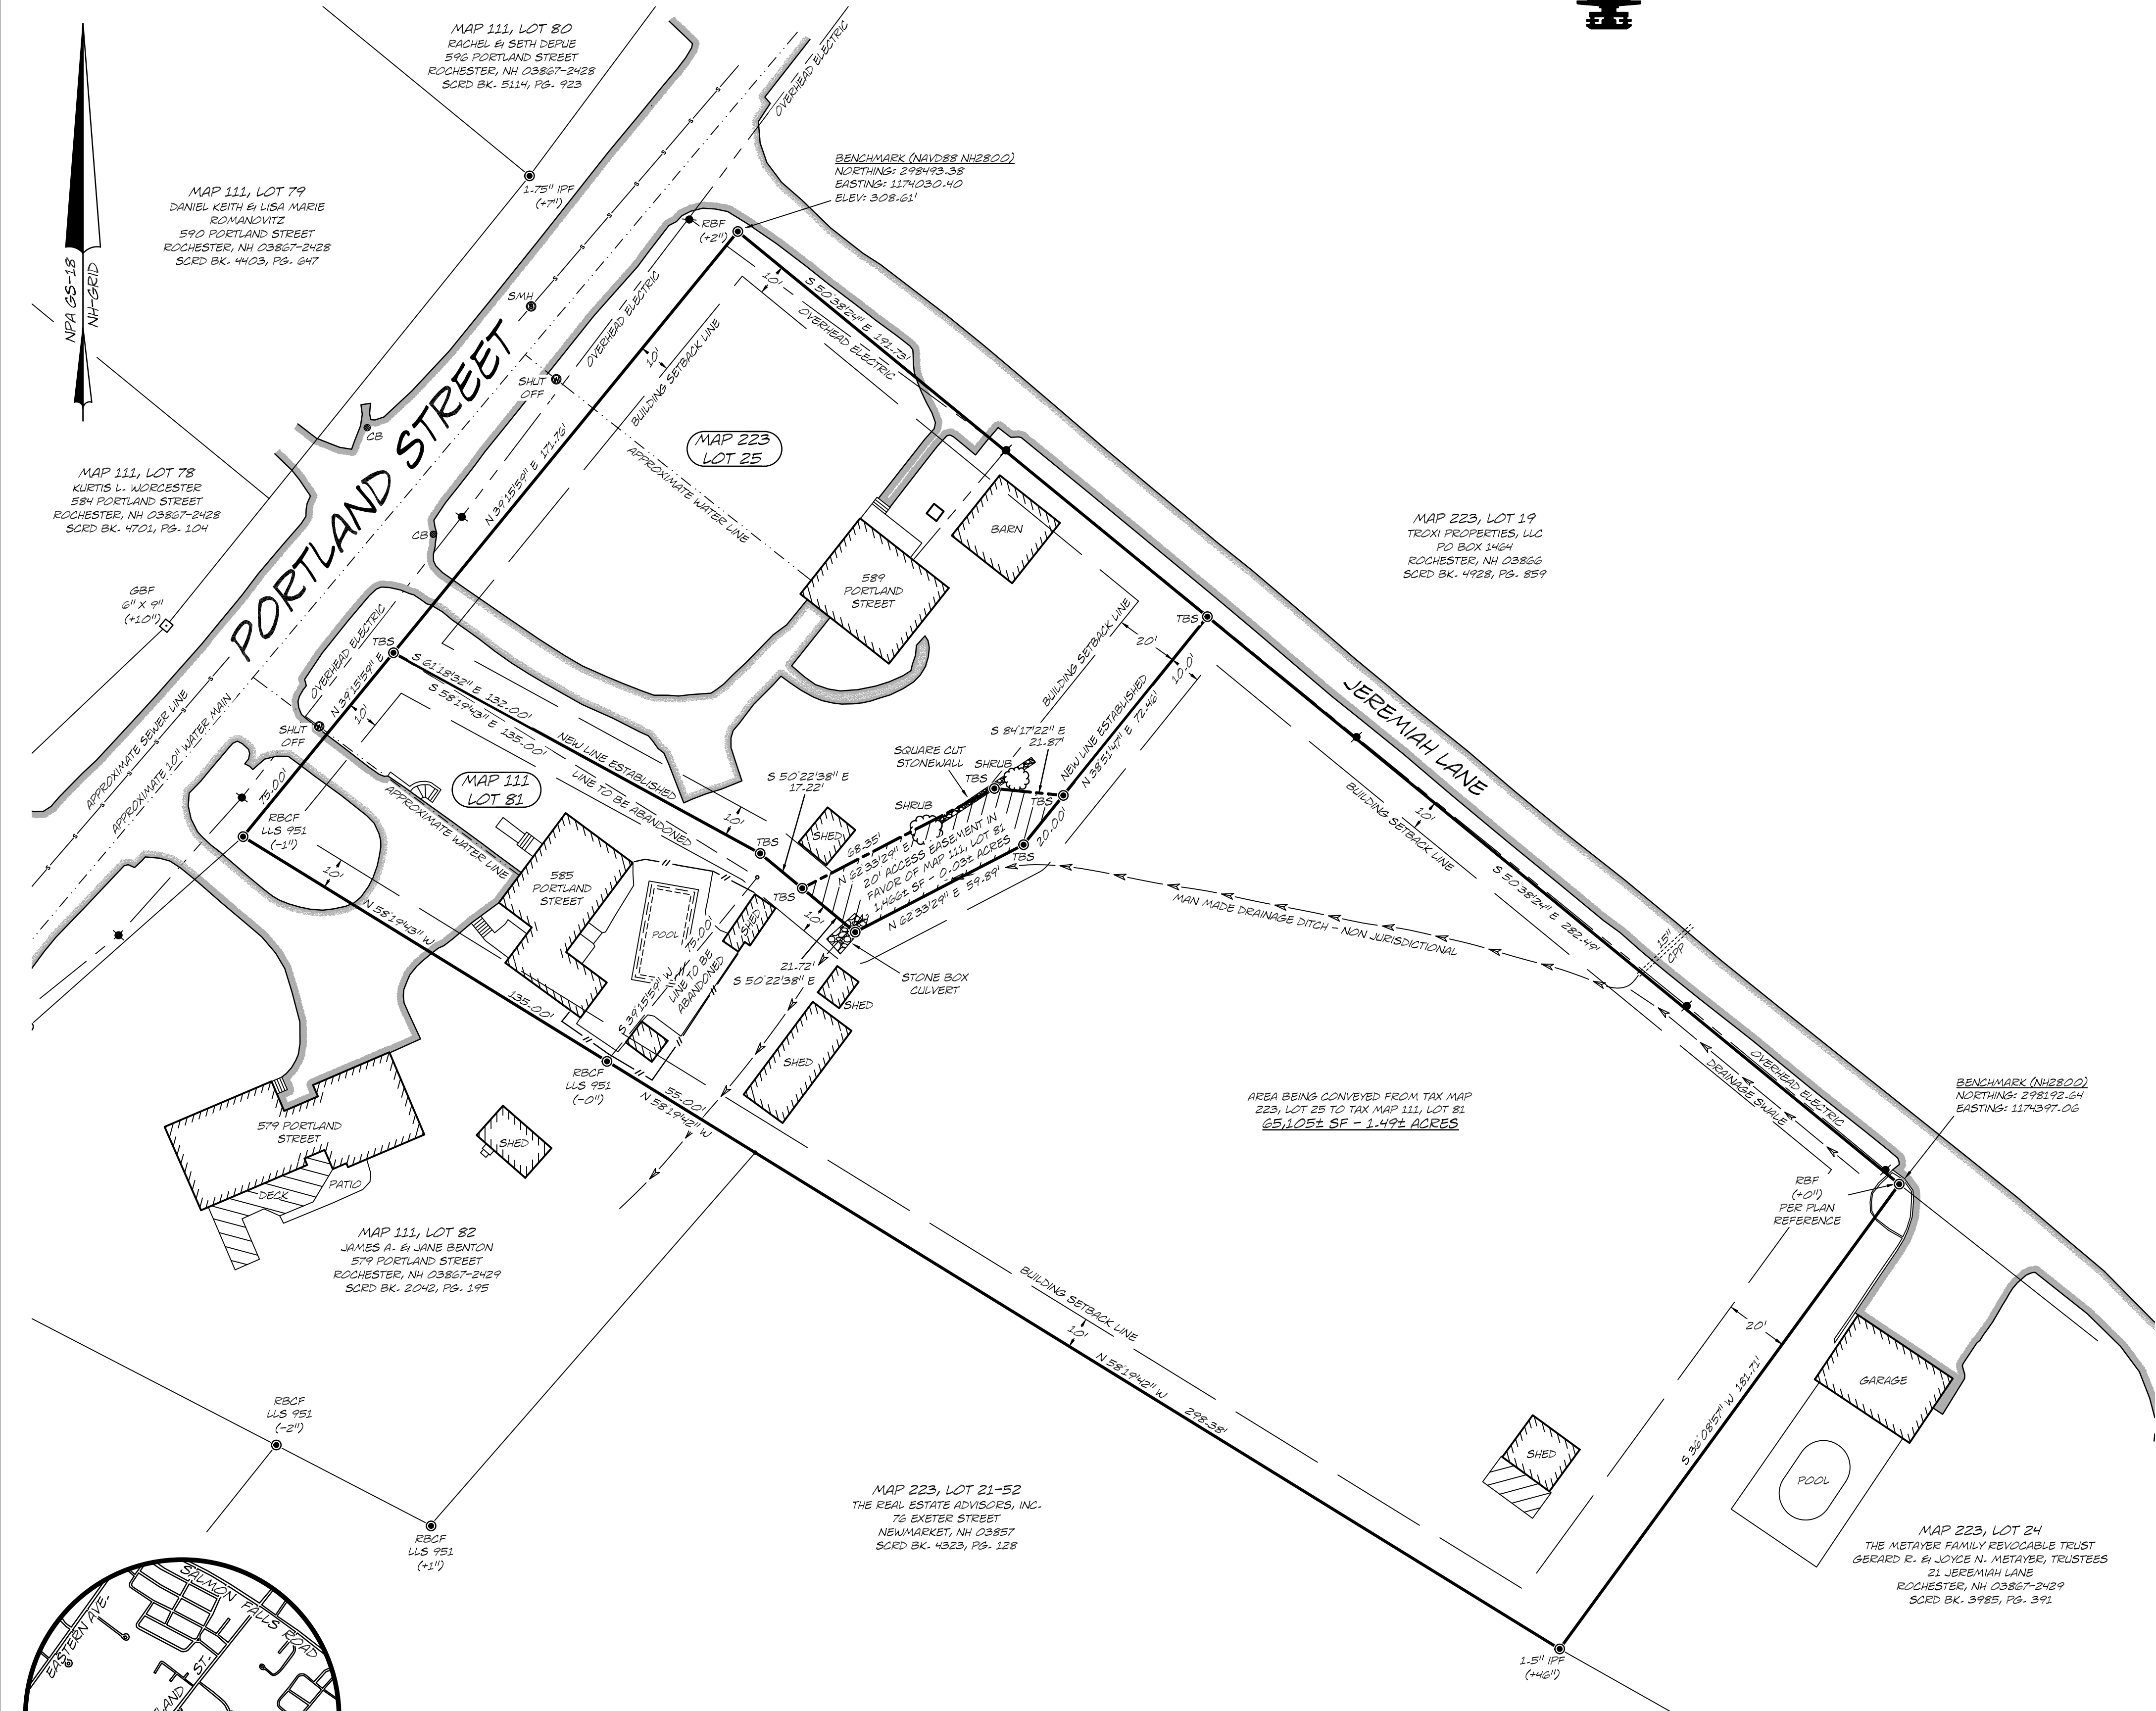 MAP 111, LOT 80
RACHEL & SETH DEPUE
596 PORTLAND STREET
ROCHESTER, NH 03867-2428
SCRD BK. 5114, PG. 923
OVERHEAD ELECTRIC
MAP 111, LOT 79
DANIEL KEITH & LISA MARIE
ROMANOVITZ
590 PORTLAND STREET
ROCHESTER, NH 03867-2428
SCRD BK. 4403, PG. 647
1.75" IPF
(+7")
BENCHMARK (NAVD88 NH2800)
NORTHING: 298493.38
EASTING: 1174030.40
ELEV: 308.61'
RBF
(+2")
NPA GS-18
NH-GRID
SMH
OVERHEAD ELECTRIC
10'
S 50°38'24" E 191.73'
OVERHEAD ELECTRIC
10'
BUILDING SETBACK LINE
SHUT
OFF
CB
PORTLAND STREET
MAP 223
LOT 25
APPROXIMATE WATER LINE
N 39°15'59" E 171.76'
MAP 111, LOT 78
KURTIS L. WORCESTER
584 PORTLAND STREET
ROCHESTER, NH 03867-2428
SCRD BK. 4701, PG. 104
CB
BARN
MAP 223, LOT 19
TROXI PROPERTIES, LLC
PO BOX 1464
ROCHESTER, NH 03866
SCRD BK. 4928, PG. 859
589
PORTLAND
STREET
GBF
6" X 9"
(+10")
OVERHEAD ELECTRIC
TBS
TBS
BUILDING SETBACK LINE
20'
10.0'
N 39°15'59" E
75.00'
10'
S 61°18'32" E 132.00'
S 58°19'43" E 135.00'
NEW LINE ESTABLISHED
LINE TO BE ABANDONED
JEREMIAH LANE
APPROXIMATE SEWER LINE
APPROXIMATE 10" WATER MAIN
SHUT
OFF
NEW LINE ESTABLISHED
N 38°51'47" E 72.46'
S 84°17'22" E
21.87'
SQUARE CUT
STONEWALL
SHRUB
TBS
TBS
MAP 111
LOT 81
APPROXIMATE WATER LINE
S 50°22'38" E
17.22'
10'
SHRUB
SHED
TBS
68.35'
N 62°33'29" E
20' ACCESS EASEMENT IN
FAVOR OF MAP 111, LOT 81
1,466± SF - 0.03± ACRES
N 62°33'29" E 59.89'
20.00'
TBS
RBCF
LLS 951
(-1")
10'
BUILDING SETBACK LINE
10'
585
PORTLAND
STREET
TBS
10'
N 58°19'43" W
135.00'
POOL
SHED
S 39°15'59" W 75.00'
LINE TO BE
ABANDONED
MAN MADE DRAINAGE DITCH - NON JURISDICTIONAL
S 50°38'24" E 282.49'
15"
CPP
21.72'
S 50°22'38" E
STONE BOX
CULVERT
SHED
SHED
RBCF
LLS 951
(-0")
55.00'
N 58°19'42" W
OVERHEAD ELECTRIC
DRAINAGE SWALE
BENCHMARK (NH2800)
NORTHING: 298192.64
EASTING: 1174397.06
AREA BEING CONVEYED FROM TAX MAP
223, LOT 25 TO TAX MAP 111, LOT 81
65,105± SF - 1.49± ACRES
579 PORTLAND
STREET
SHED
DECK
PATIO
RBF
(+0")
PER PLAN
REFERENCE
MAP 111, LOT 82
JAMES A. & JANE BENTON
579 PORTLAND STREET
ROCHESTER, NH 03867-2429
SCRD BK. 2042, PG. 195
BUILDING SETBACK LINE
10'
N 58°19'42" W
298.38'
20'
S 36°08'57" W 181.71'
GARAGE
POOL
SHED
RBCF
LLS 951
(-2")
RBCF
LLS 951
(+1")
MAP 223, LOT 21-52
THE REAL ESTATE ADVISORS, INC.
76 EXETER STREET
NEWMARKET, NH 03857
SCRD BK. 4323, PG. 128
MAP 223, LOT 24
THE METAYER FAMILY REVOCABLE TRUST
GERARD R. & JOYCE N. METAYER, TRUSTEES
21 JEREMIAH LANE
ROCHESTER, NH 03867-2429
SCRD BK. 3985, PG. 391
1.5" IPF
(+46")
SALMON FALLS ROAD
EASTERN AVE.
LAND ST.